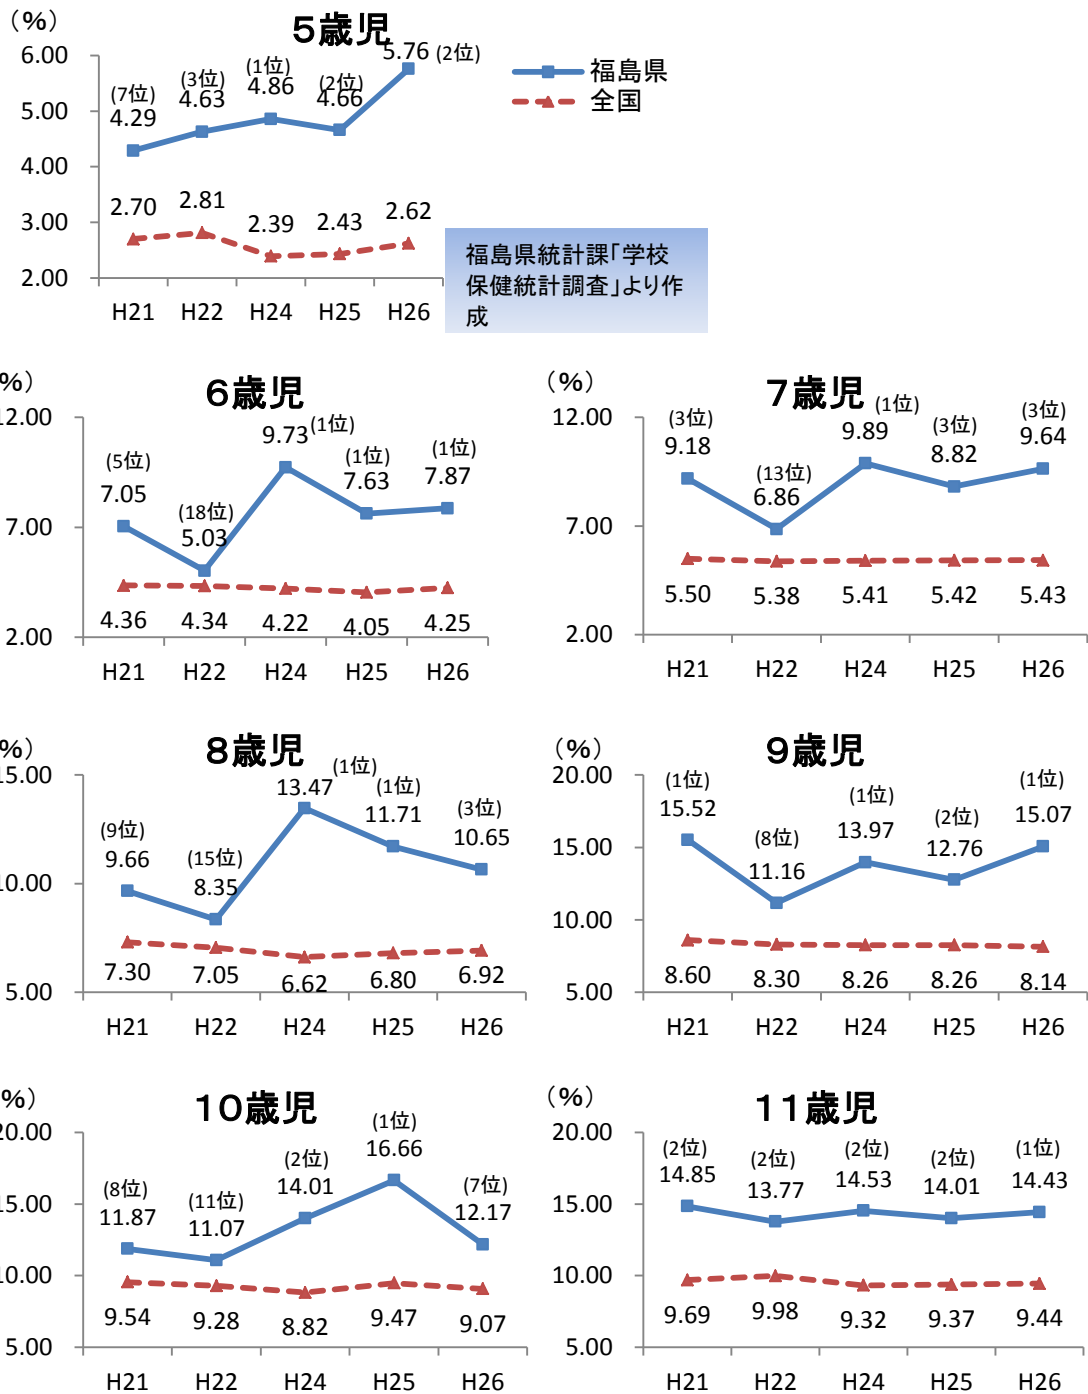 （%）
５歳児
6.00
5.00
4.00
3.00
2.00
(7位)
4.29
(3位)
4.63
(1位)
4.86
(2位)
4.66
5.76 (2位)
2.70
2.81
2.39
2.43
2.62
H21 H22 H24 H25 H26
福島県
全国
福島県統計課「学校
保健統計調査」より作
成
%）
６歳児
12.00
7.00
2.00
(5位)
7.05
(18位)
5.03
9.73 (1位)
(1位)
7.63
(1位)
7.87
4.36 4.34 4.22 4.05 4.25
H21 H22 H24 H25 H26
（%）
７歳児
12.00
7.00
2.00
(3位)
9.18
(13位)
6.86
(1位)
9.89
(3位)
8.82
(3位)
9.64
5.50 5.38 5.41 5.42 5.43
H21 H22 H24 H25 H26
%）
８歳児
15.00
10.00
5.00
(9位)
9.66
(15位)
8.35
13.47 (1位)
(1位)
11.71
(3位)
10.65
7.30 7.05 6.62 6.80 6.92
H21 H22 H24 H25 H26
（%）
９歳児
20.00
15.00
10.00
5.00
(1位)
15.52
(8位)
11.16
(1位)
13.97
(2位)
12.76
(1位)
15.07
8.60 8.30 8.26 8.26 8.14
H21 H22 H24 H25 H26
%）
１０歳児
20.00
15.00
10.00
5.00
(8位)
11.87
(11位)
11.07
(2位)
14.01
(1位)
16.66
(7位)
12.17
9.54 9.28 8.82 9.47 9.07
H21 H22 H24 H25 H26
（%）
１１歳児
20.00
15.00
10.00
5.00
(2位)
14.85
(2位)
13.77
(2位)
14.53
(2位)
14.01
(1位)
14.43
9.69 9.98 9.32 9.37 9.44
H21 H22 H24 H25 H26